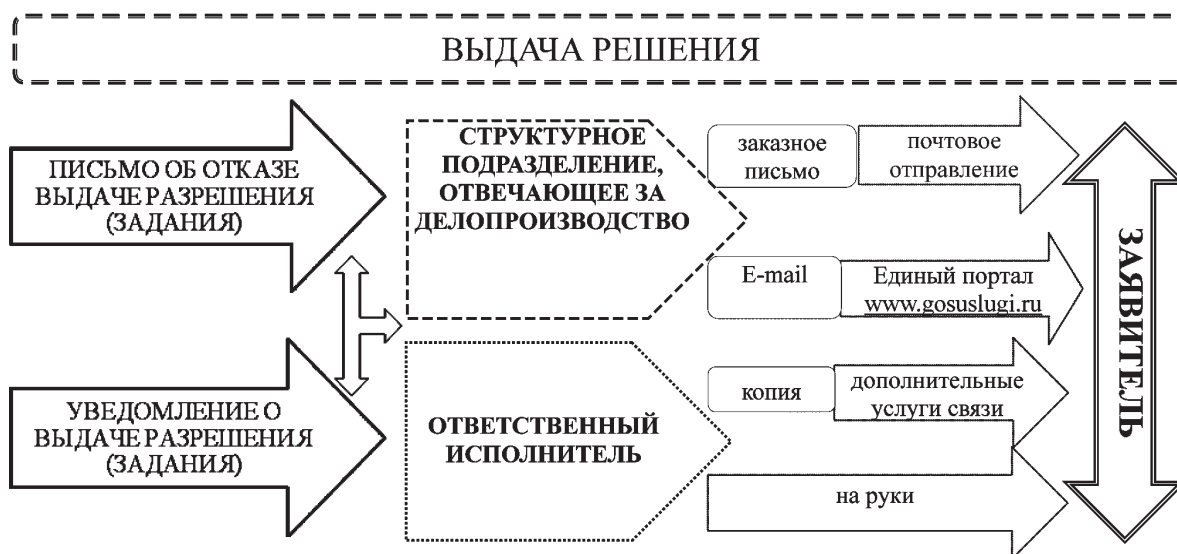 ВЫДАЧА РЕШЕНИЯ
ПИСЬМО ОБ ОТКАЗЕ
ВЫДАЧЕ РАЗРЕШЕНИЯ
(ЗАДАНИЯ)
СТРУКТУРНОЕ
ПОДРАЗДЕЛЕНИЕ,
ОТВЕЧАЮЩЕЕ ЗА
ДЕЛОПРОИЗВОДСТВО
заказное
письмо
почтовое
отправление
E-mail
Единый портал
www.gosuslugi.ru
УВЕДОМЛЕНИЕ О
ВЫДАЧЕ РАЗРЕШЕНИЯ
(ЗАДАНИЯ)
ОТВЕТСТВЕННЫЙ
ИСПОЛНИТЕЛЬ
копия
дополнительные
услуги связи
на руки
ЗАЯВИТЕЛЬ